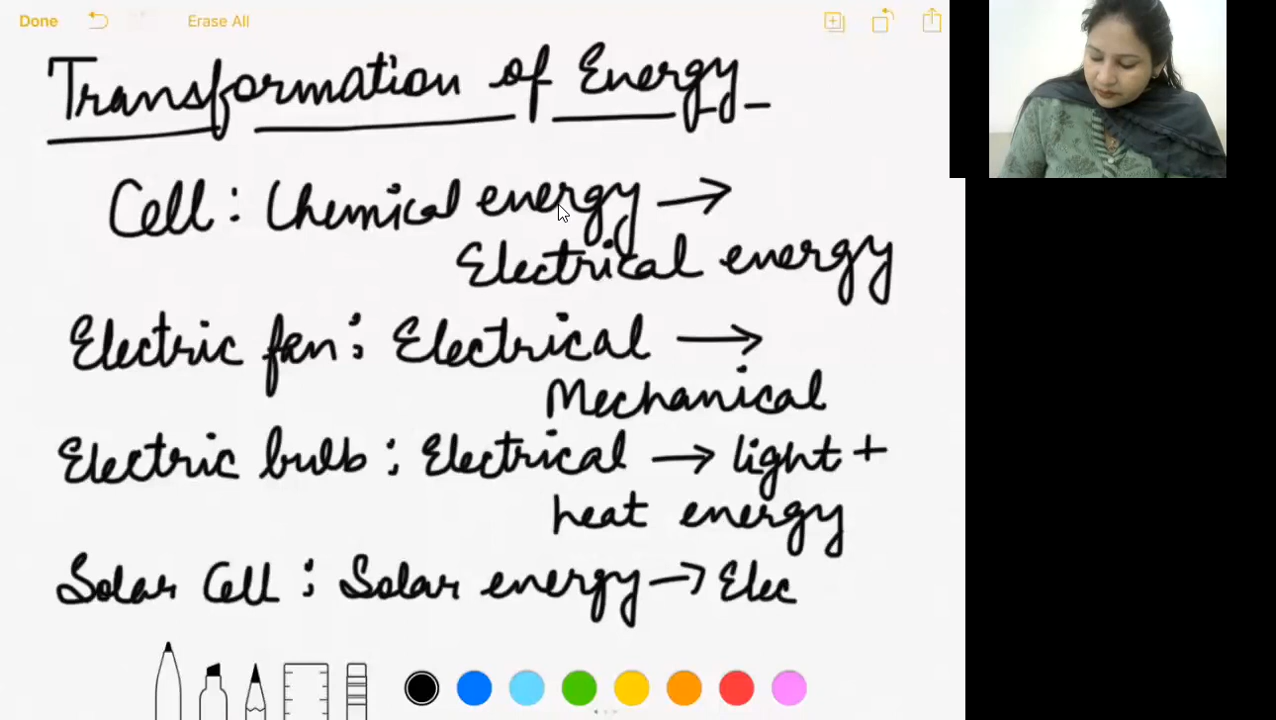 Done
Erase All
Transformation of Energy -
Cell : Chemical energy →
Electrical energy
Electric fan : Electrical →
Mechanical
Electric bulb : Electrical → light +
heat energy
Solar Cell : Solar energy → Elec